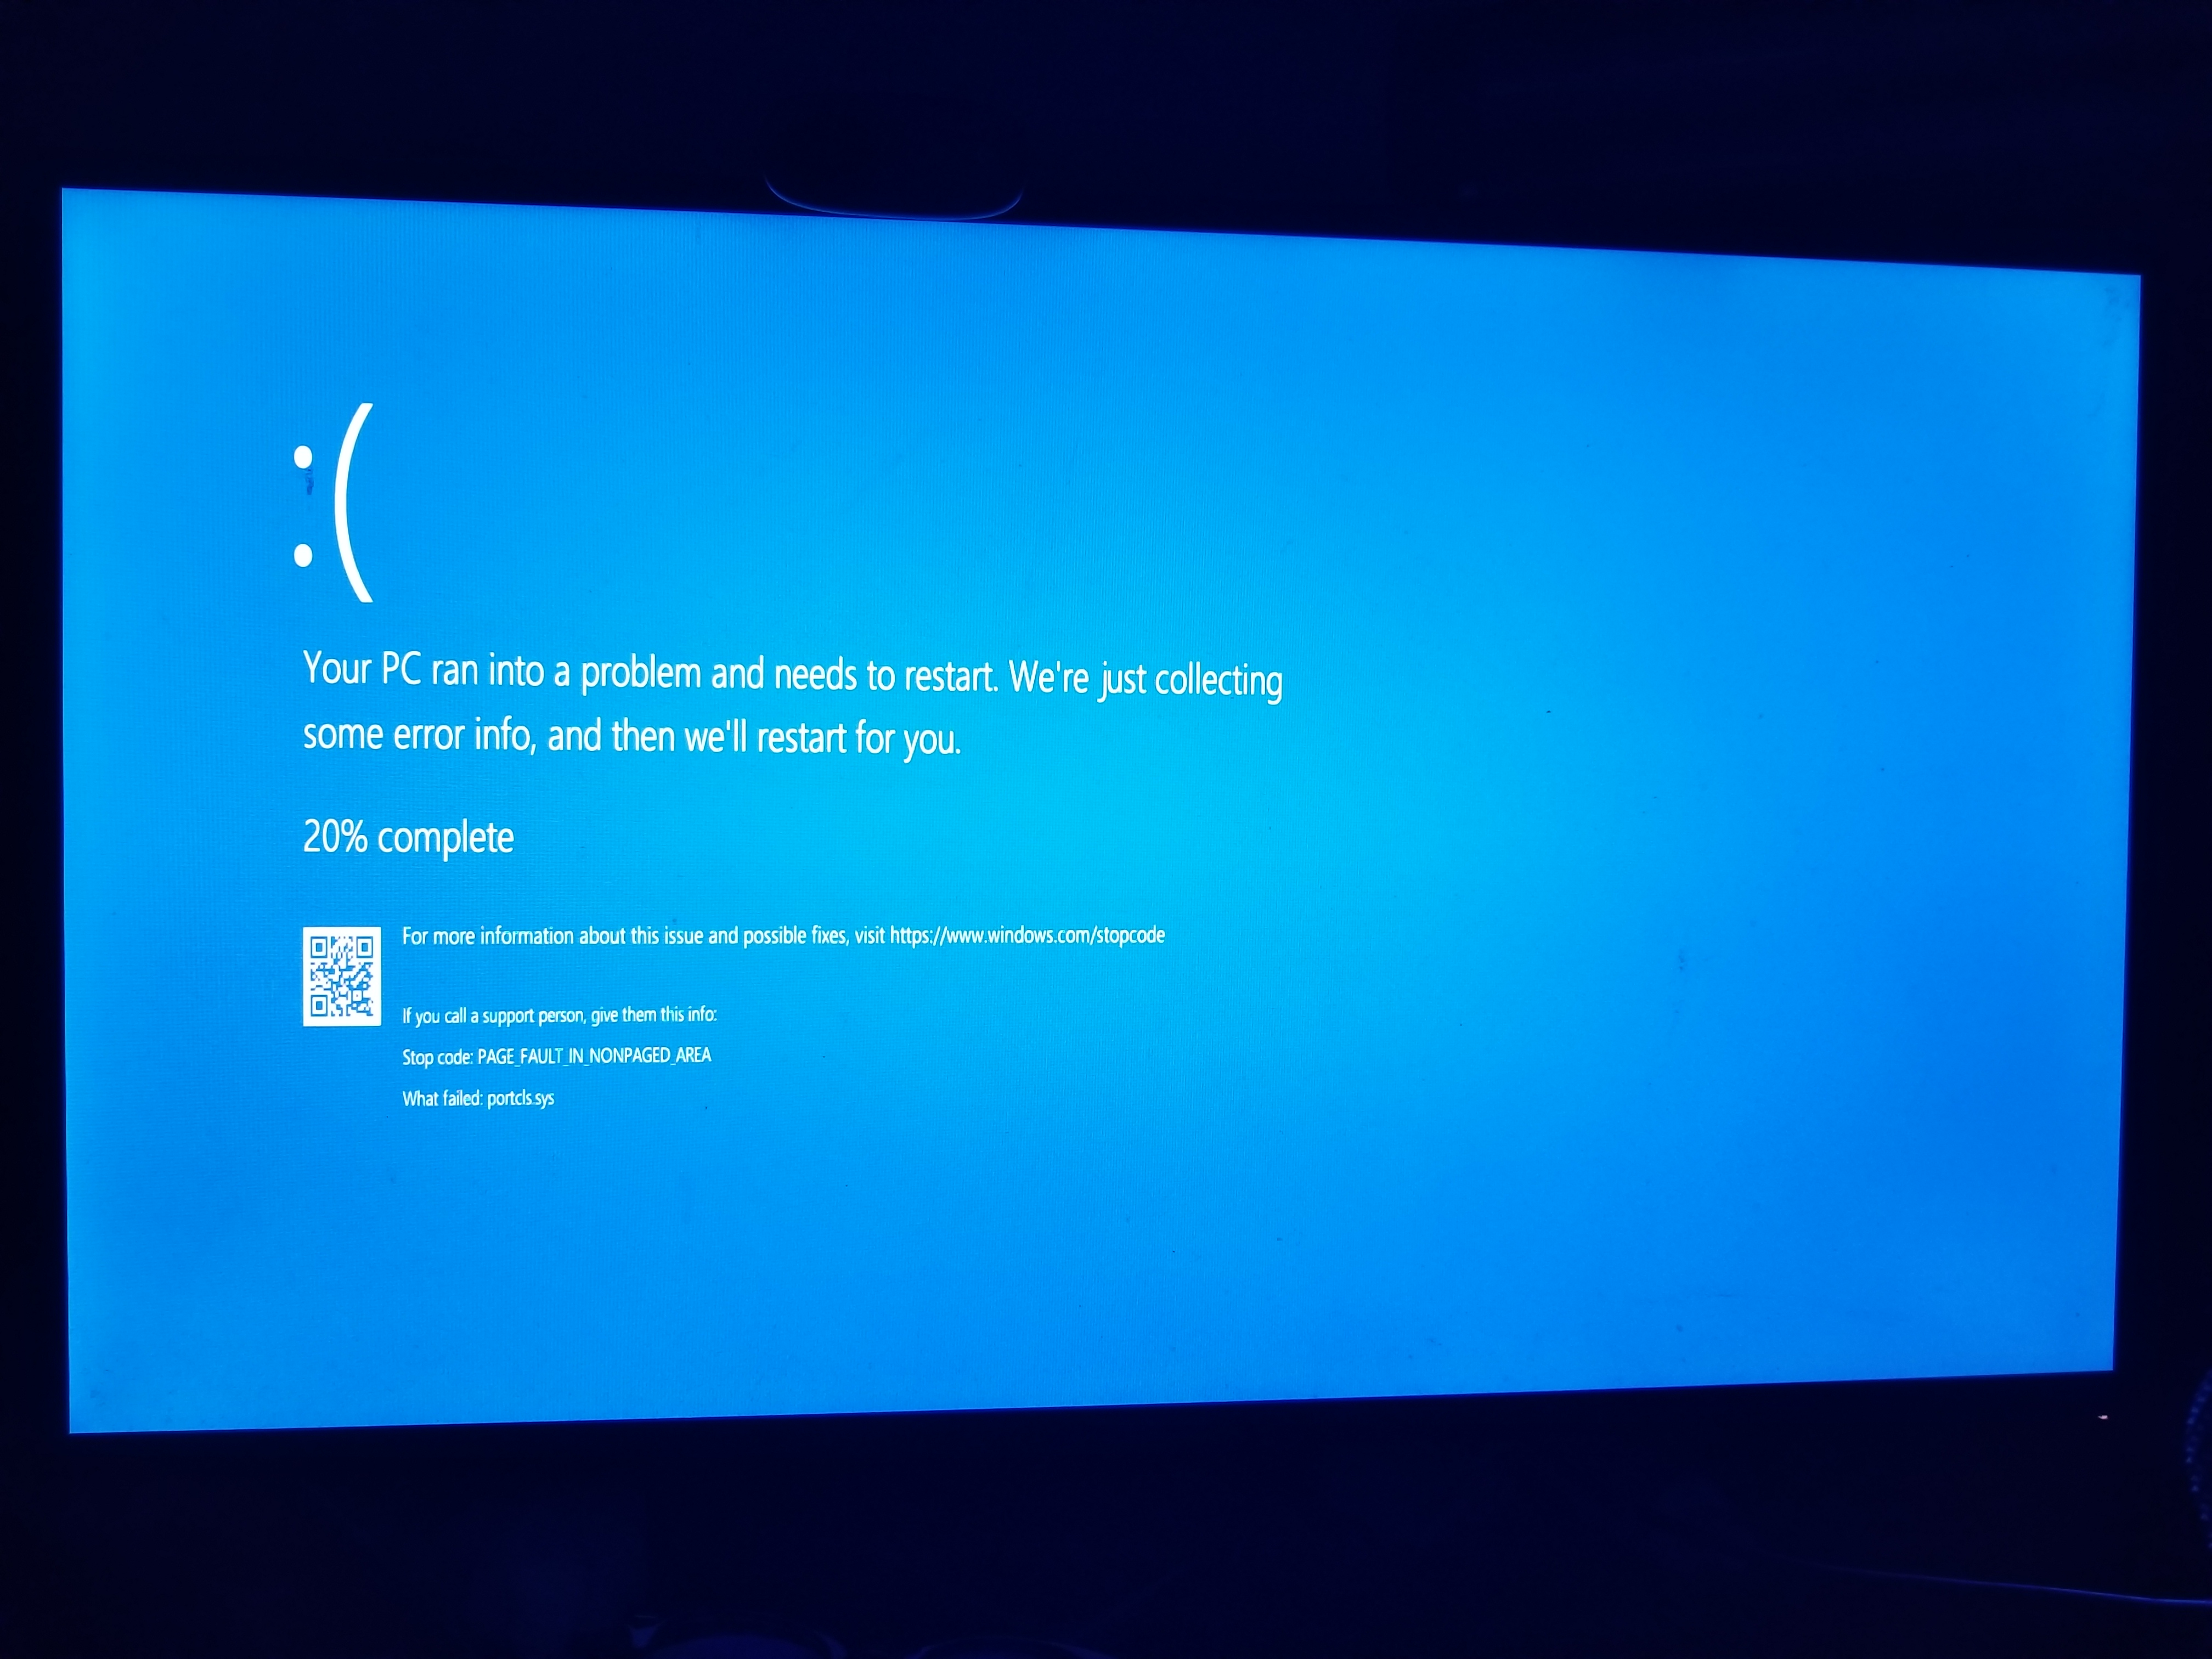 :(
Your PC ran into a problem and needs to restart. We're just collecting
some error info, and then we'll restart for you.
20% complete
For more information about this issue and possible fixes, visit https://www.windows.com/stopcode
If you call a support person, give them this info:
Stop code: PAGE_FAULT_IN_NONPAGED_AREA
What failed: portcls.sys